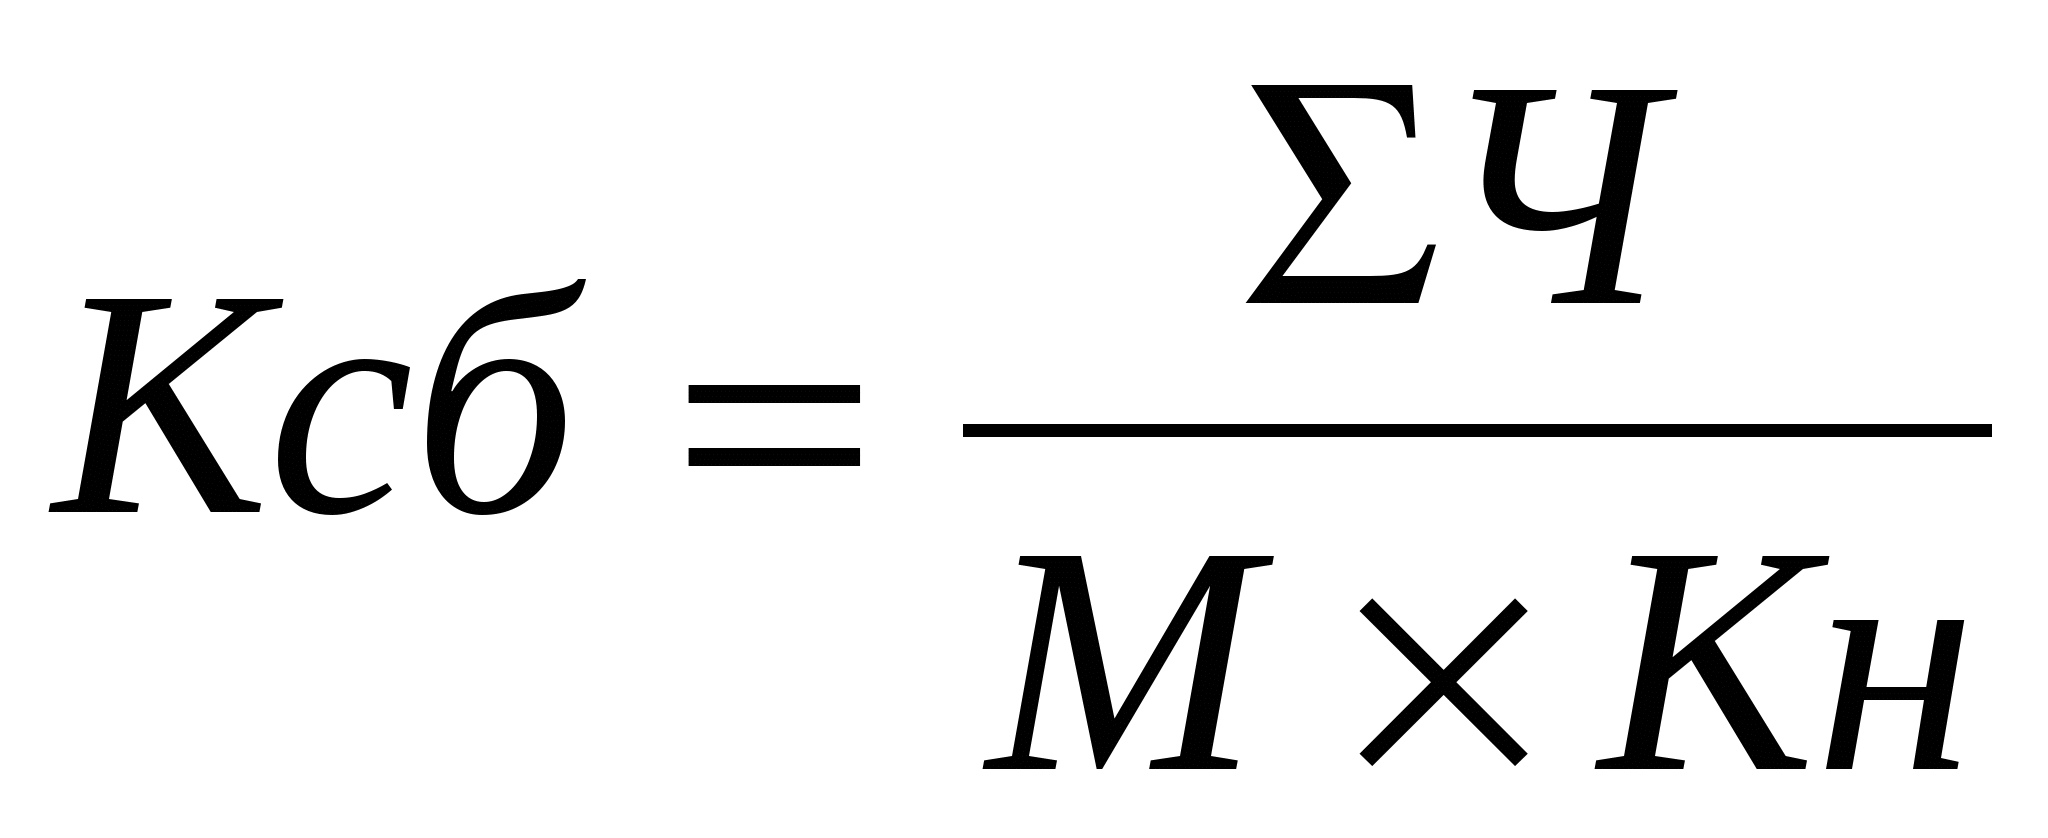 ΣЧ
Ксб =
М × Кн